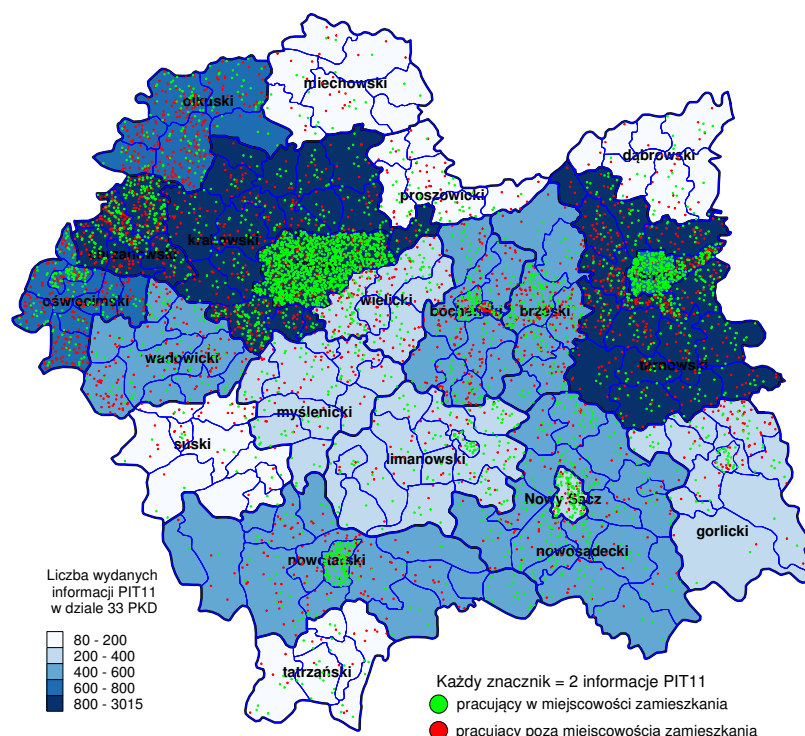 miechowski
olkuski
dąbrowski
proszowicki
krakowski
chrzanowski
oświęcimski
wielicki
bocheński
brzeski
wadowicki
tarnowski
myślenicki
suski
limanowski
Nowy Sącz
gorlicki
nowosądecki
nowotarski
tatrzański
Liczba wydanych
informacji PIT11
w dziale 33 PKD
80 - 200
200 - 400
400 - 600
600 - 800
800 - 3015
Każdy znacznik = 2 informacje PIT11
pracujący w miejscowości zamieszkania
pracujący poza miejscowością zamieszkania